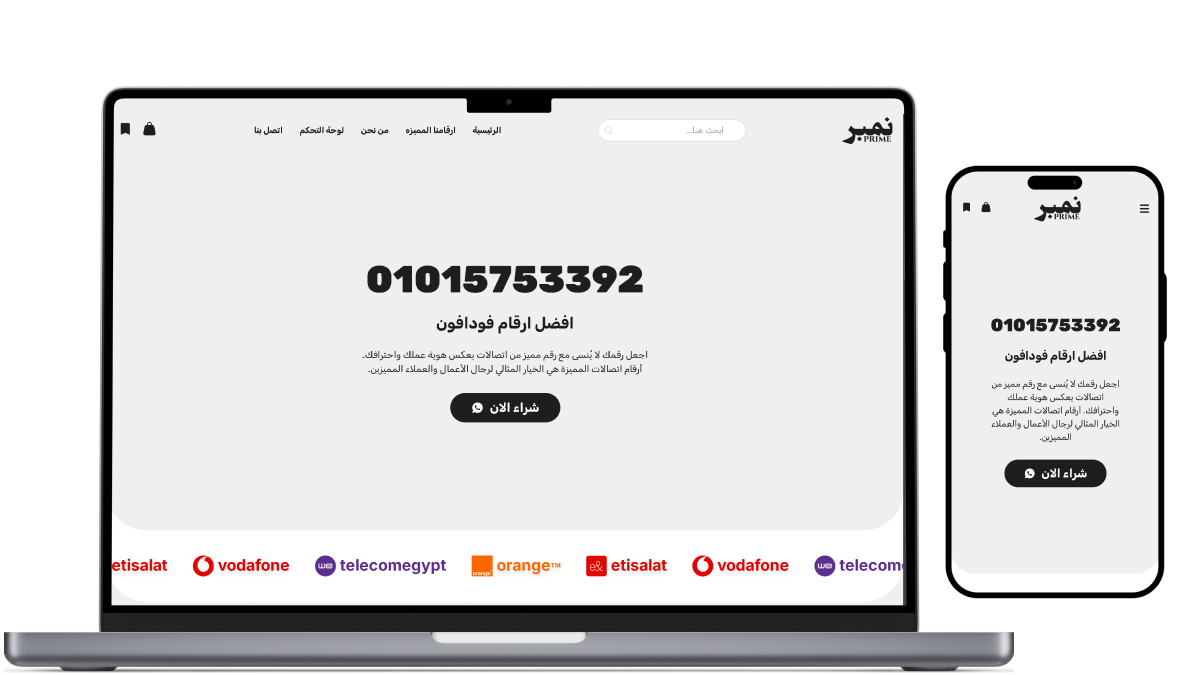 نمبر
PRIME
ابحث هنا...
الرئيسية ارقامنا المميزه من نحن لوحة التحكم اتصل بنا
01015753392
افضل ارقام فودافون
اجعل رقمك لا يُنسى مع رقم مميز من اتصالات يعكس هوية عملك واحترافك.
أرقام اتصالات المميزة هي الخيار المثالي لرجال الأعمال والعملاء المميزين.
شراء الان
etisalat vodafone we telecomegypt orange orange™ e& etisalat vodafone we telecom
نمبر
PRIME
01015753392
افضل ارقام فودافون
اجعل رقمك لا يُنسى مع رقم مميز من
اتصالات يعكس هوية عملك
واحترافك. أرقام اتصالات المميزة هي
الخيار المثالي لرجال الأعمال والعملاء
المميزين.
شراء الان